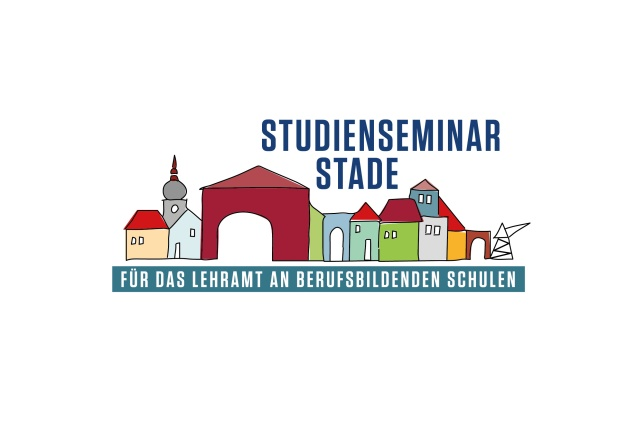 STUDIENSEMINAR
STADE
FÜR DAS LEHRAMT AN BERUFSBILDENDEN SCHULEN